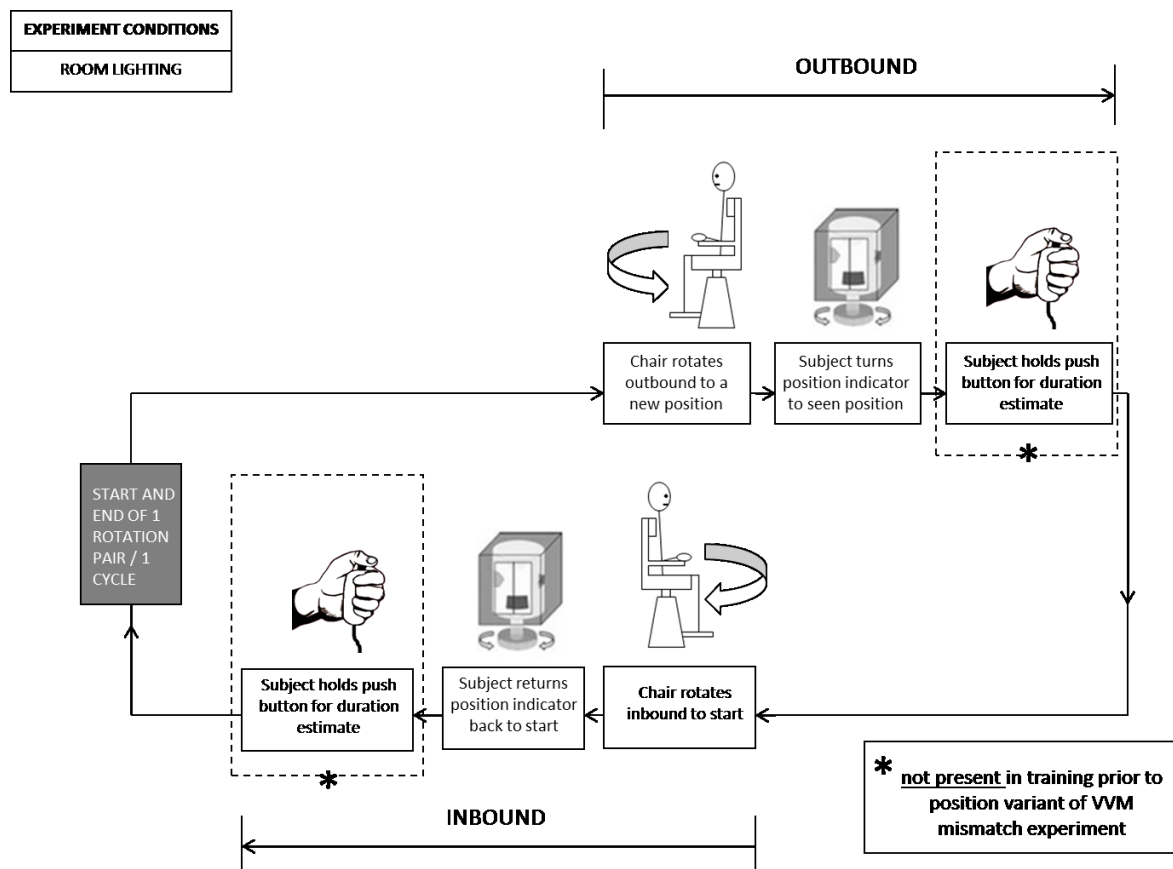 EXPERIMENT CONDITIONS
ROOM LIGHTING
OUTBOUND
Chair rotates
outbound to a
new position
Subject turns
position indicator
to seen position
Subject holds push
button for duration
estimate
*
START AND
END OF 1
ROTATION
PAIR / 1
CYCLE
Subject holds push
button for duration
estimate
*
Subject returns
position indicator
back to start
Chair rotates
inbound to start
INBOUND
* not present in training prior to
position variant of VVM
mismatch experiment